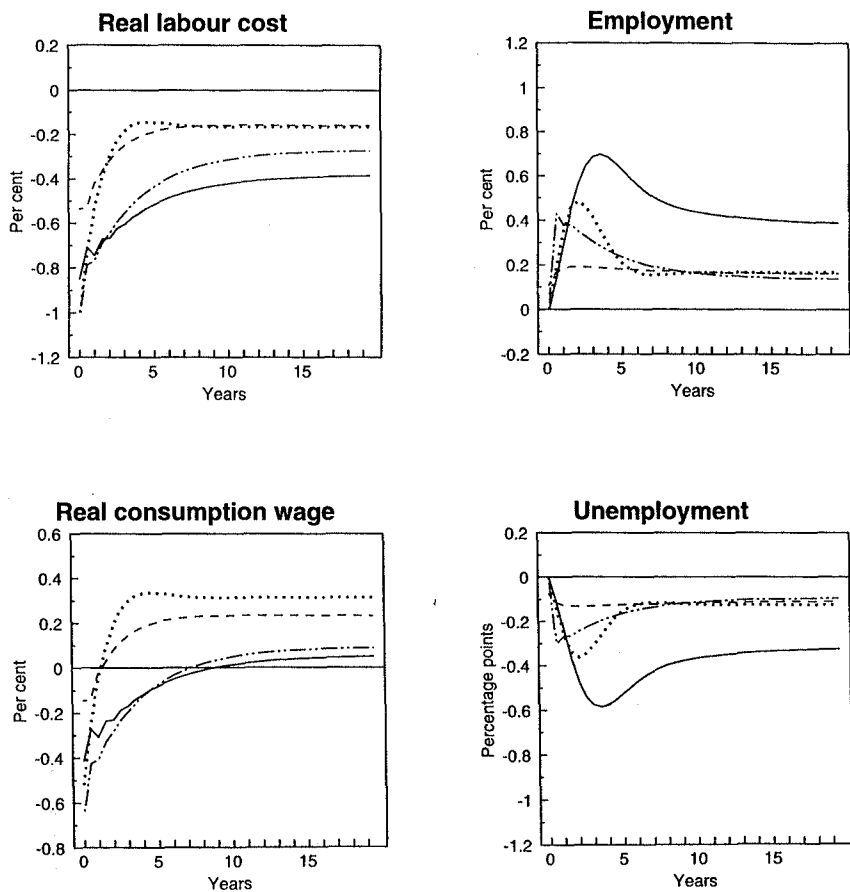 Real labour cost
0.2
0
-0.2
-0.4
-0.6
-0.8
-1
-1.2
Per cent
0 5 10 15
Years
Employment
1.2
1
0.8
0.6
0.4
0.2
0
-0.2
Per cent
0 5 10 15
Years
Real consumption wage
0.6
0.4
0.2
0
-0.2
-0.4
-0.6
-0.8
Per cent
0 5 10 15
Years
Unemployment
0.2
0
-0.2
-0.4
-0.6
-0.8
-1
-1.2
Percentage points
0 5 10 15
Years